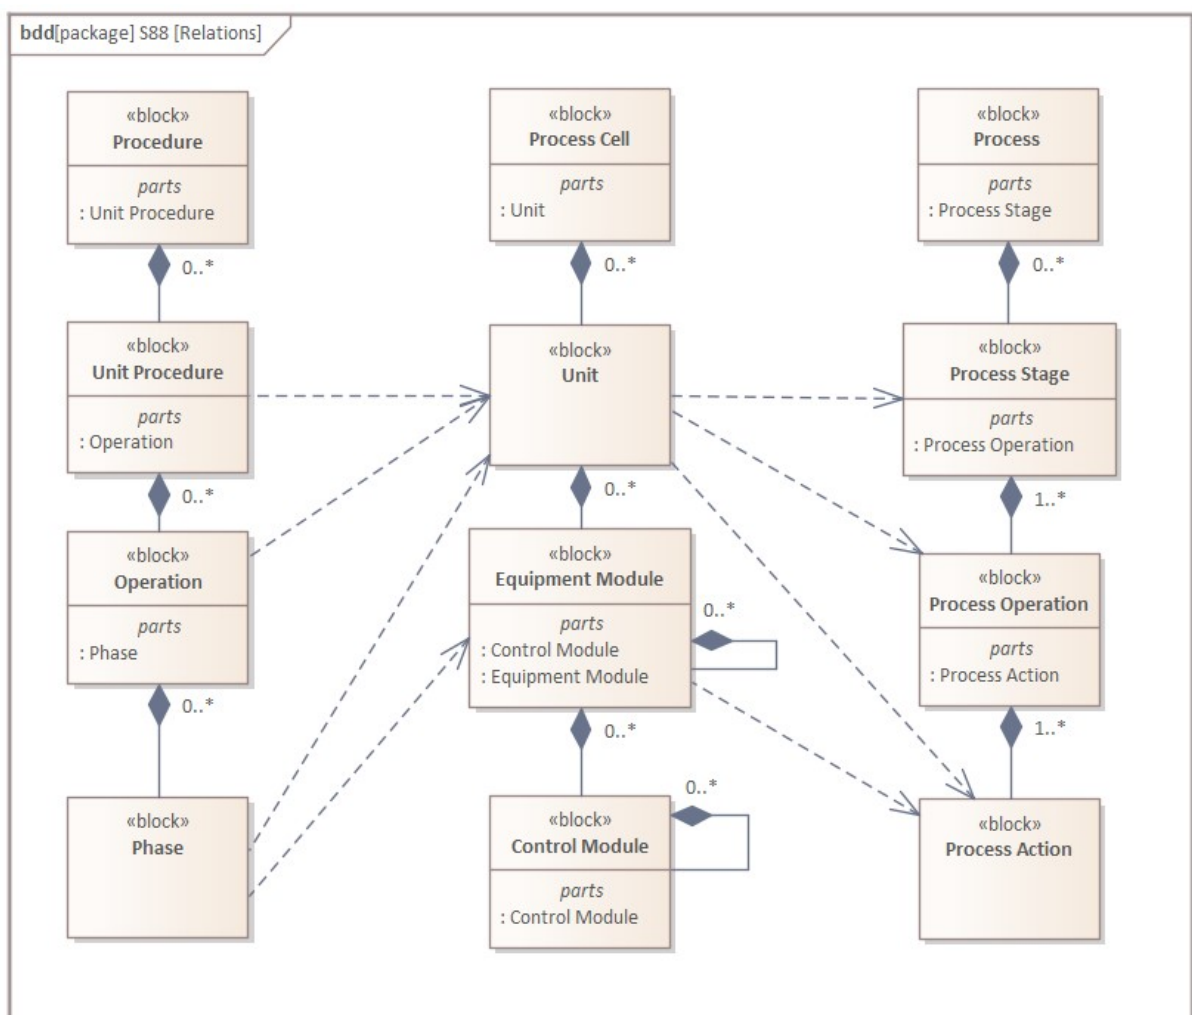 bdd[package] S88 [Relations]
«block»
Procedure
parts
: Unit Procedure
0..*
«block»
Unit Procedure
parts
: Operation
0..*
«block»
Operation
parts
: Phase
0..*
«block»
Phase
«block»
Process Cell
parts
: Unit
0..*
«block»
Unit
0..*
«block»
Equipment Module
parts
: Control Module
: Equipment Module
0..*
0..*
«block»
Control Module
parts
: Control Module
0..*
«block»
Process
parts
: Process Stage
0..*
«block»
Process Stage
parts
: Process Operation
1..*
«block»
Process Operation
parts
: Process Action
1..*
«block»
Process Action